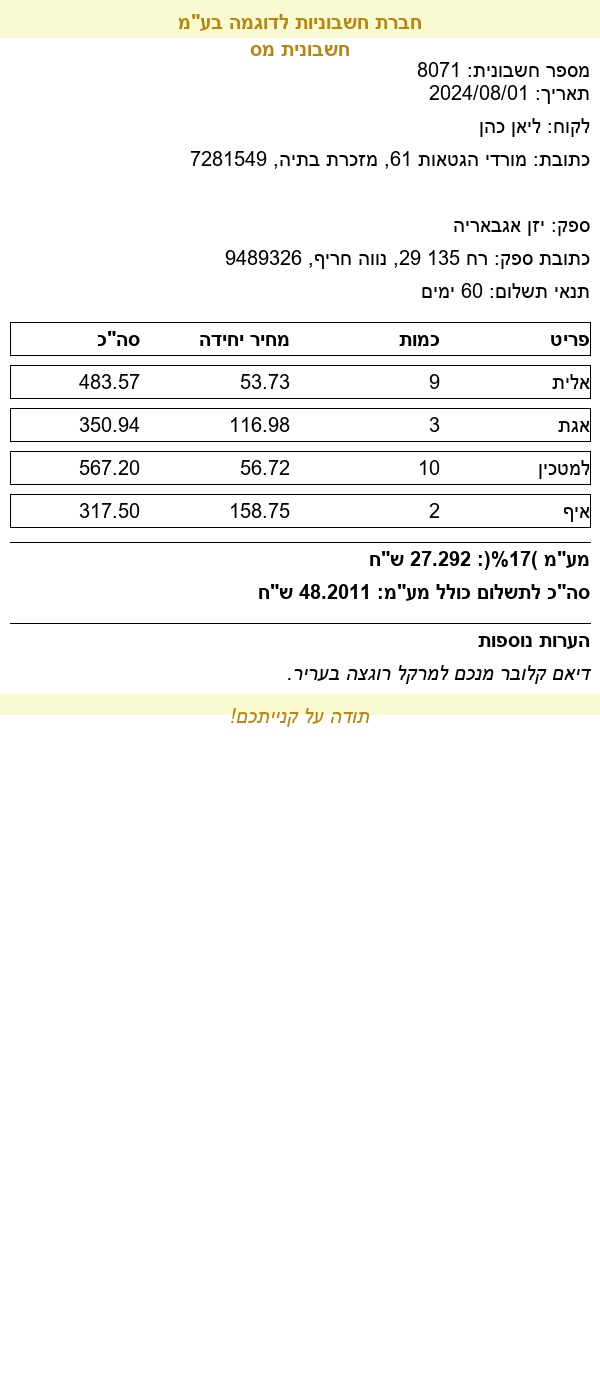 חברת חשבוניות לדוגמה בע"מ
חשבונית מס
מספר חשבונית: 8071
תאריך: 2024/08/01
לקוח: ליאן כהן
כתובת: מורדי הגטאות 61, מזכרת בתיה, 7281549
ספק: יזן אגבאריה
כתובת ספק: רח 135 29, נווה חריף, 9489326
תנאי תשלום: 60 ימים
פריט כמות מחיר יחידה סה"כ
אלית 9 53.73 483.57
אגת 3 116.98 350.94
למטכין 10 56.72 567.20
איף 2 158.75 317.50
מע"מ )17%(: 27.292 ש"ח
סה"כ לתשלום כולל מע"מ: 48.2011 ש"ח
הערות נוספות
דיאם קלובר מנכם למרקל רוגצה בעריר.
תודה על קנייתכם!